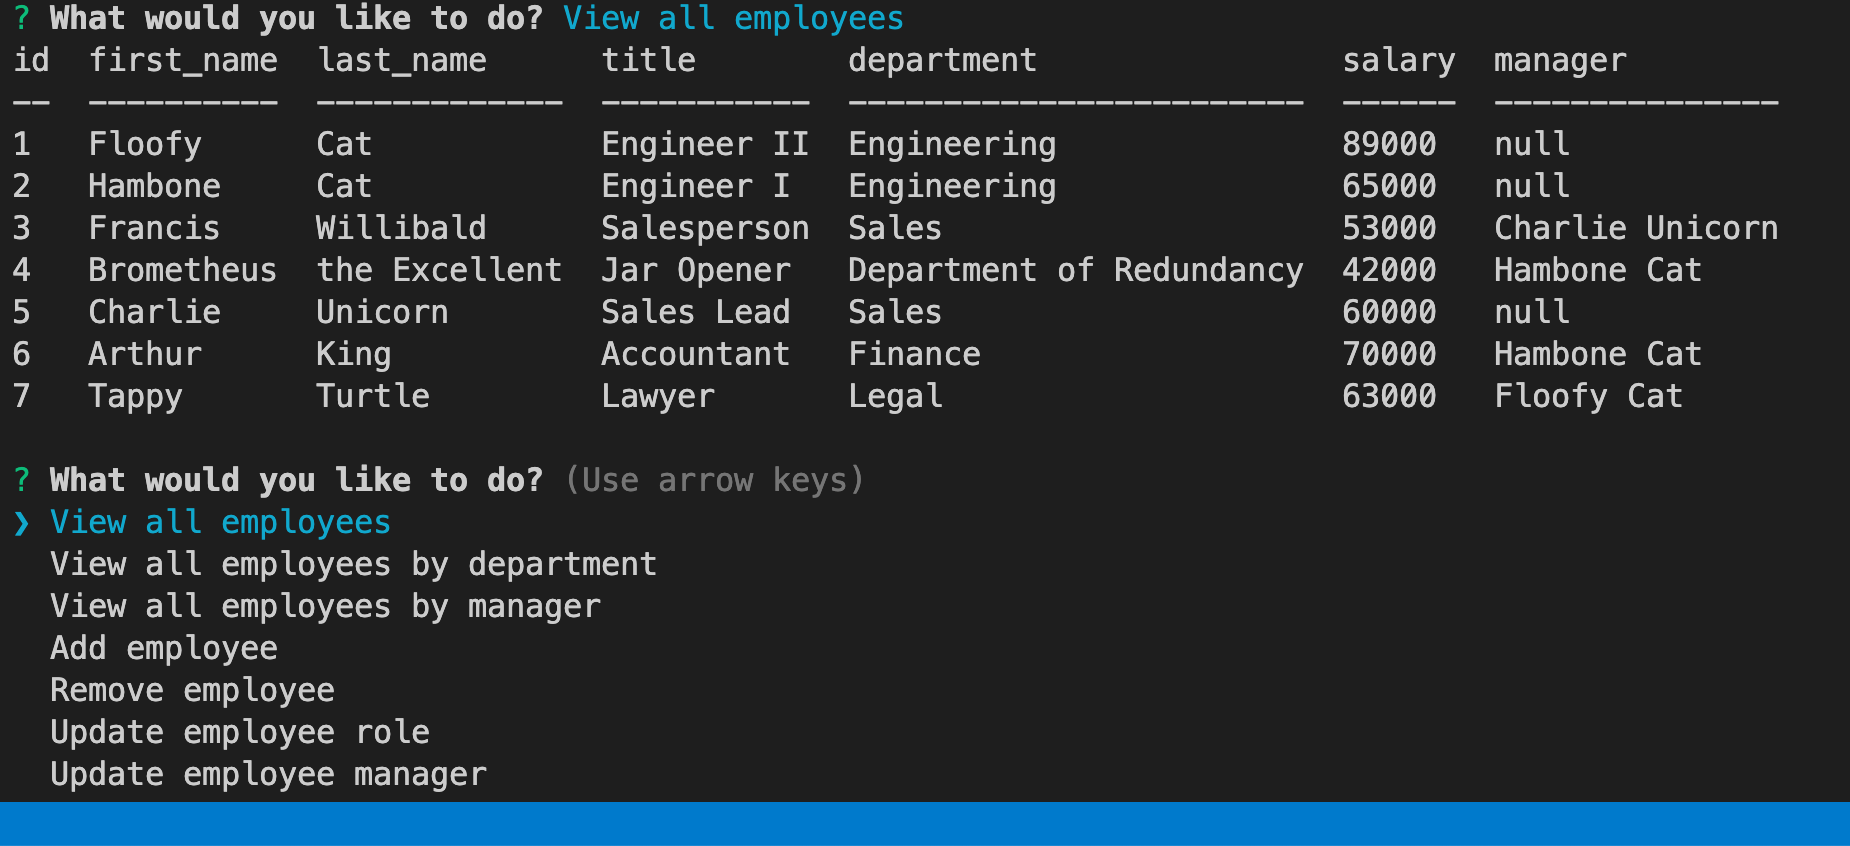 ? What would you like to do? View all employees
id  first_name  last_name      title        department                salary  manager
--  ----------  -------------  -----------  ------------------------  ------  ---------------
1   Floofy      Cat            Engineer II  Engineering               89000   null
2   Hambone     Cat            Engineer I   Engineering               65000   null
3   Francis     Willibald      Salesperson  Sales                     53000   Charlie Unicorn
4   Brometheus  the Excellent  Jar Opener   Department of Redundancy  42000   Hambone Cat
5   Charlie     Unicorn        Sales Lead   Sales                     60000   null
6   Arthur      King           Accountant   Finance                   70000   Hambone Cat
7   Tappy       Turtle         Lawyer       Legal                     63000   Floofy Cat
? What would you like to do? (Use arrow keys)
❯ View all employees
  View all employees by department
  View all employees by manager
  Add employee
  Remove employee
  Update employee role
  Update employee manager